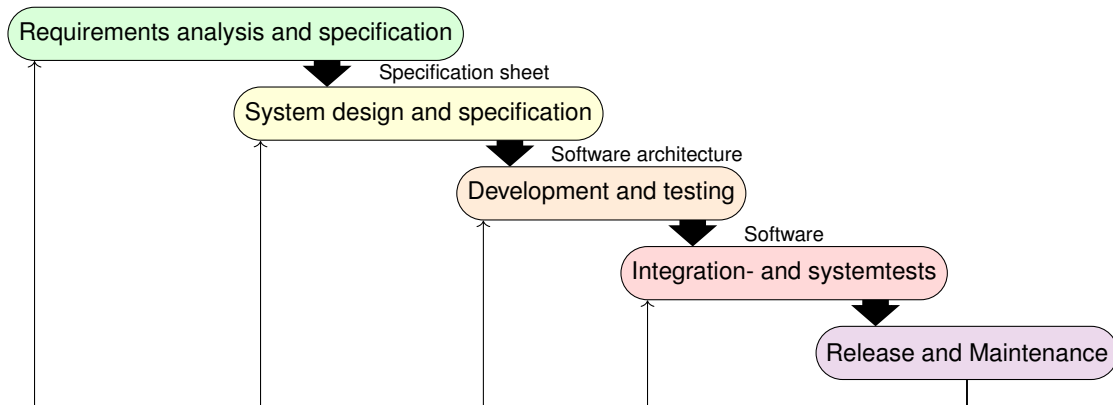 Requirements analysis and specification
Specification sheet
System design and specification
Software architecture
Development and testing
Software
Integration- and systemtests
Release and Maintenance